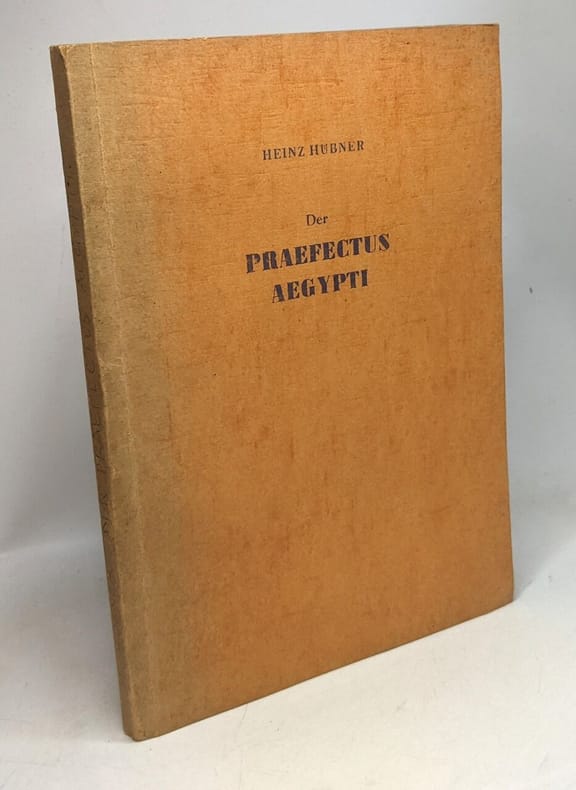 HEINZ HÜBNER
Der
PRAEFECTUS
AEGYPTI